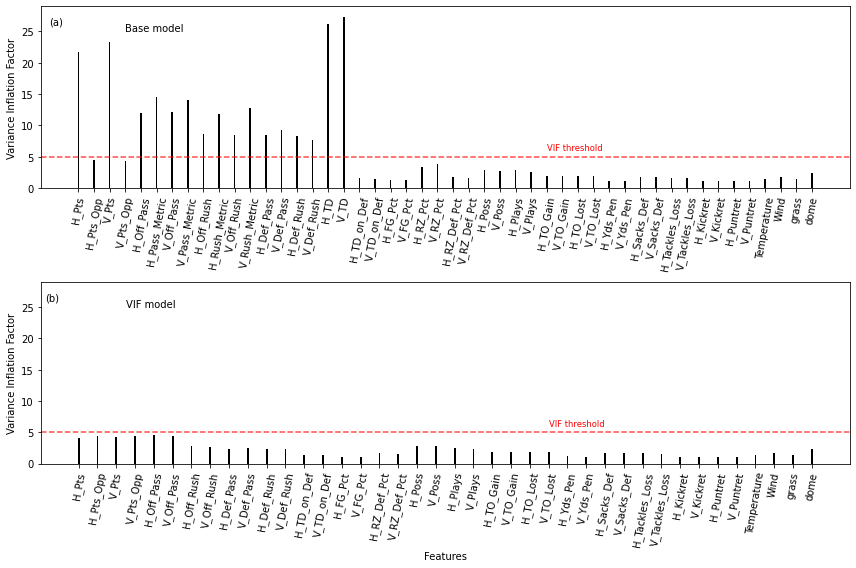 (a)
Base model
Variance Inflation Factor
25
20
15
10
5
0
VIF threshold
H_Pts
H_Pts_Opp
V_Pts
V_Pts_Opp
H_Off_Pass
H_Pass_Metric
V_Off_Pass
V_Pass_Metric
H_Off_Rush
H_Rush_Metric
V_Off_Rush
V_Rush_Metric
H_Def_Pass
V_Def_Pass
H_Def_Rush
V_Def_Rush
H_TD
V_TD
H_TD_on_Def
V_TD_on_Def
H_FG_Pct
V_FG_Pct
H_RZ_Pct
V_RZ_Pct
H_RZ_Def_Pct
V_RZ_Def_Pct
H_Poss
V_Poss
H_Plays
V_Plays
H_TO_Gain
V_TO_Gain
H_TO_Lost
V_TO_Lost
H_Yds_Pen
V_Yds_Pen
H_Sacks_Def
V_Sacks_Def
H_Tackles_Loss
V_Tackles_Loss
H_Kickret
V_Kickret
H_Puntret
V_Puntret
Temperature
Wind
grass
dome
(b)
VIF model
Variance Inflation Factor
25
20
15
10
5
0
VIF threshold
H_Pts
H_Pts_Opp
V_Pts
V_Pts_Opp
H_Off_Pass
V_Off_Pass
H_Off_Rush
V_Off_Rush
H_Def_Pass
V_Def_Pass
H_Def_Rush
V_Def_Rush
H_TD_on_Def
V_TD_on_Def
H_FG_Pct
V_FG_Pct
H_RZ_Def_Pct
V_RZ_Def_Pct
H_Poss
V_Poss
H_Plays
V_Plays
H_TO_Gain
V_TO_Gain
H_TO_Lost
V_TO_Lost
H_Yds_Pen
V_Yds_Pen
H_Sacks_Def
V_Sacks_Def
H_Tackles_Loss
V_Tackles_Loss
H_Kickret
V_Kickret
H_Puntret
V_Puntret
Temperature
Wind
grass
dome
Features